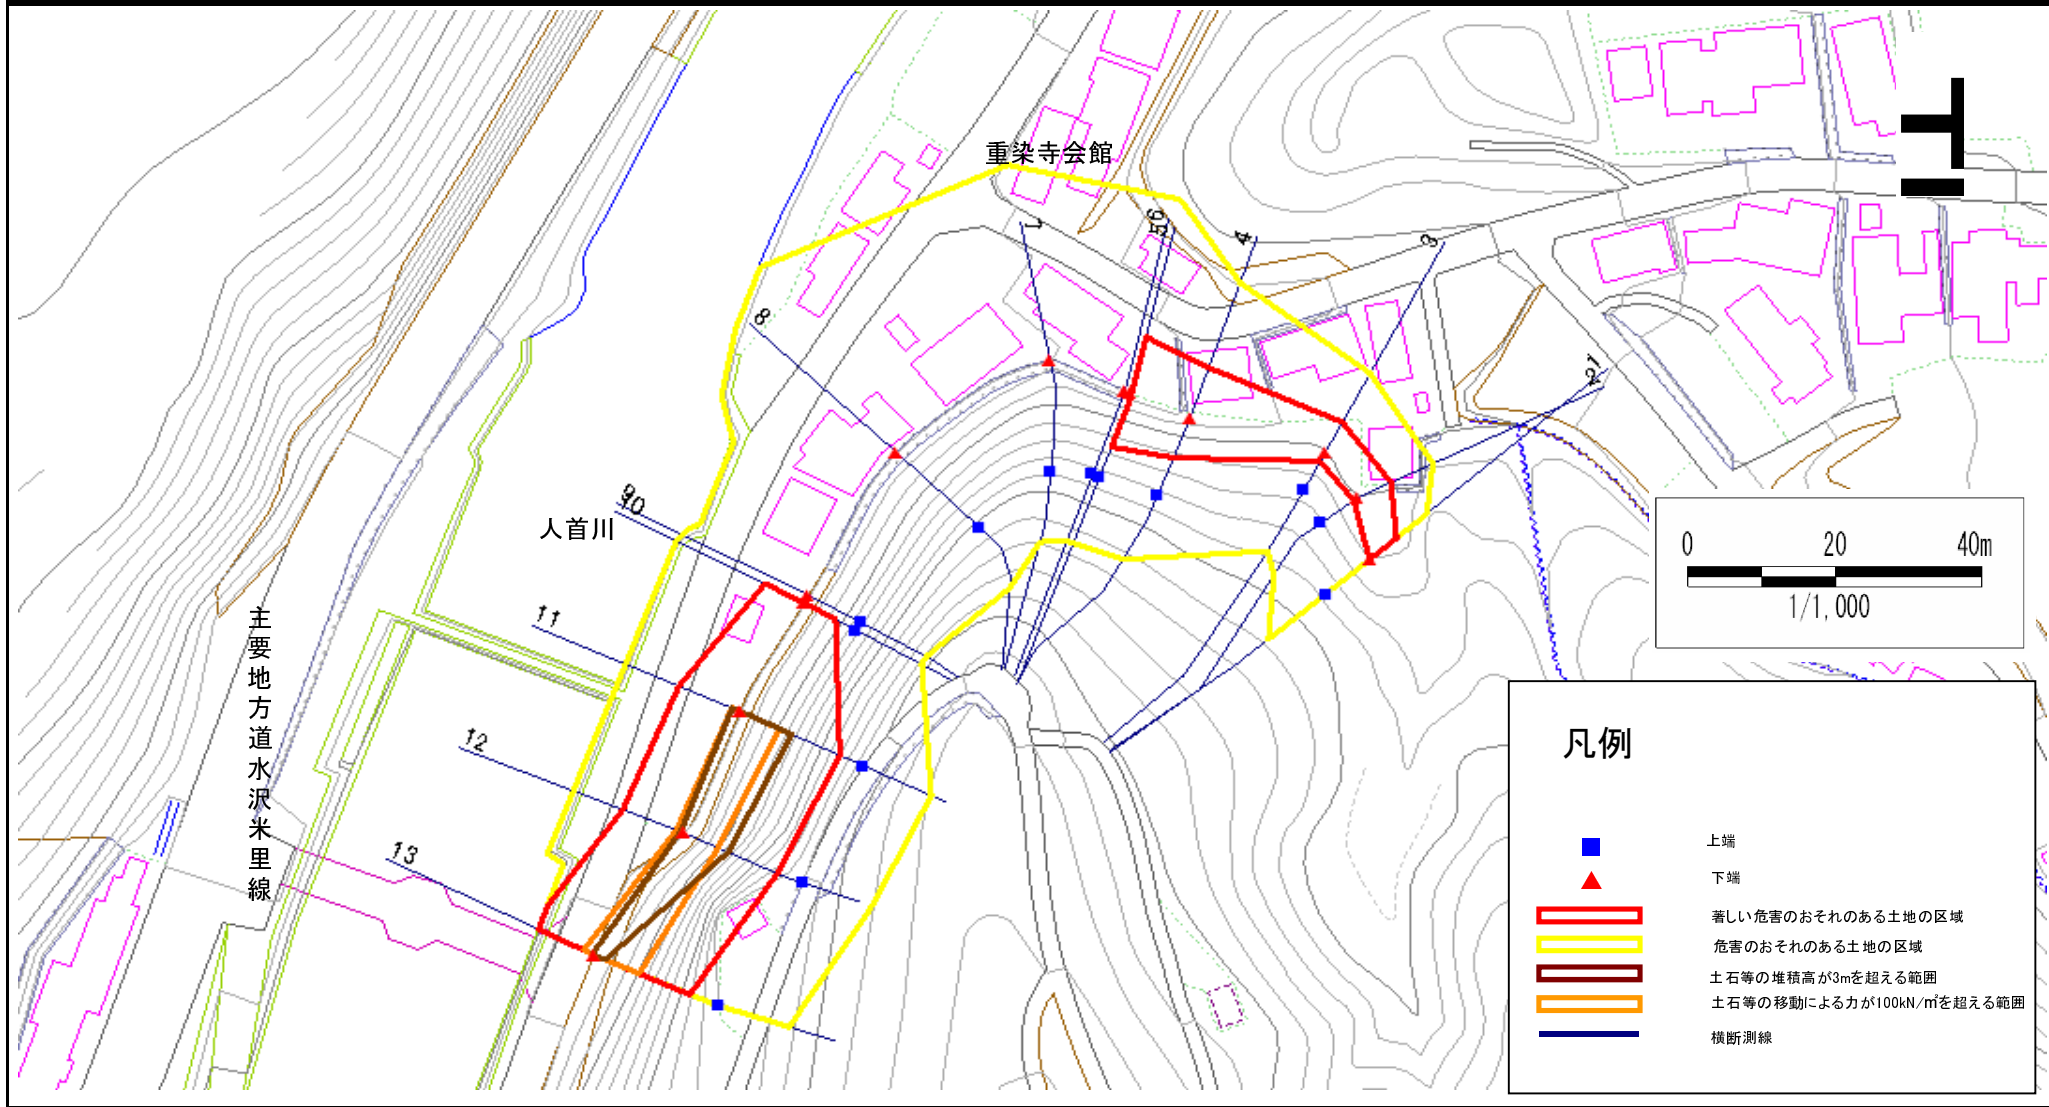 重染寺会館
7
5
6
4
3
1
2
8
9
10
人首川
11
12
13
主要地方道水沢米里線
0 20 40m
1/1,000
凡例
上端
下端
著しい危害のおそれのある土地の区域
危害のおそれのある土地の区域
土石等の堆積高が3mを超える範囲
土石等の移動による力が100kN/㎡を超える範囲
横断測線